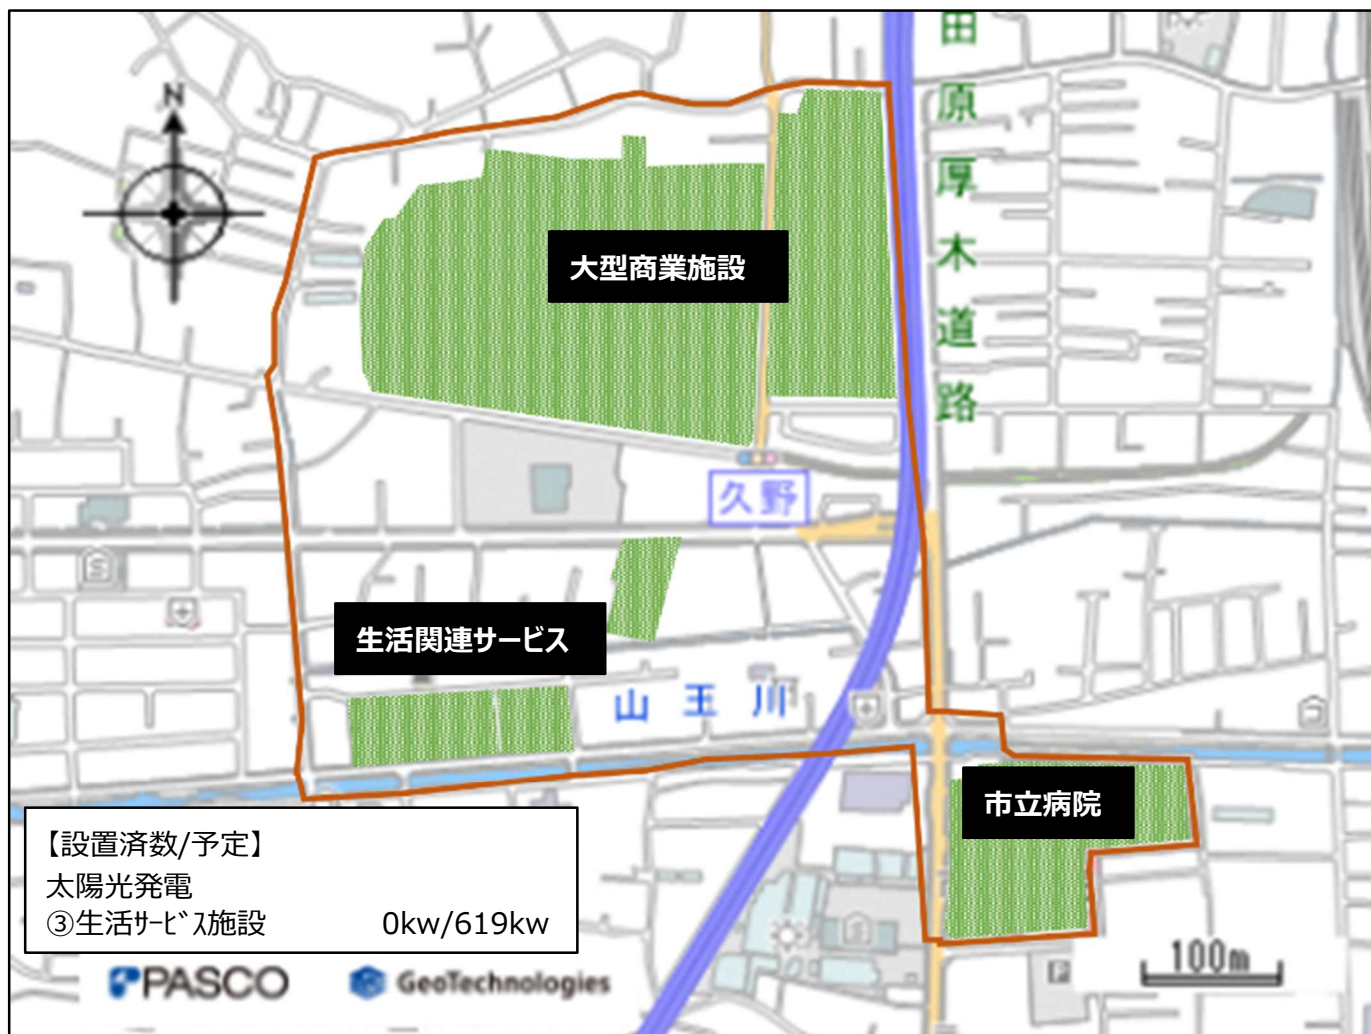 田原厚木道路
N
大型商業施設
久野
生活関連サービス
山王川
市立病院
【設置済数/予定】
太陽光発電
③生活ｻｰﾋﾞｽ施設 0kw/619kw
PASCO
GeoTechnologies
100m